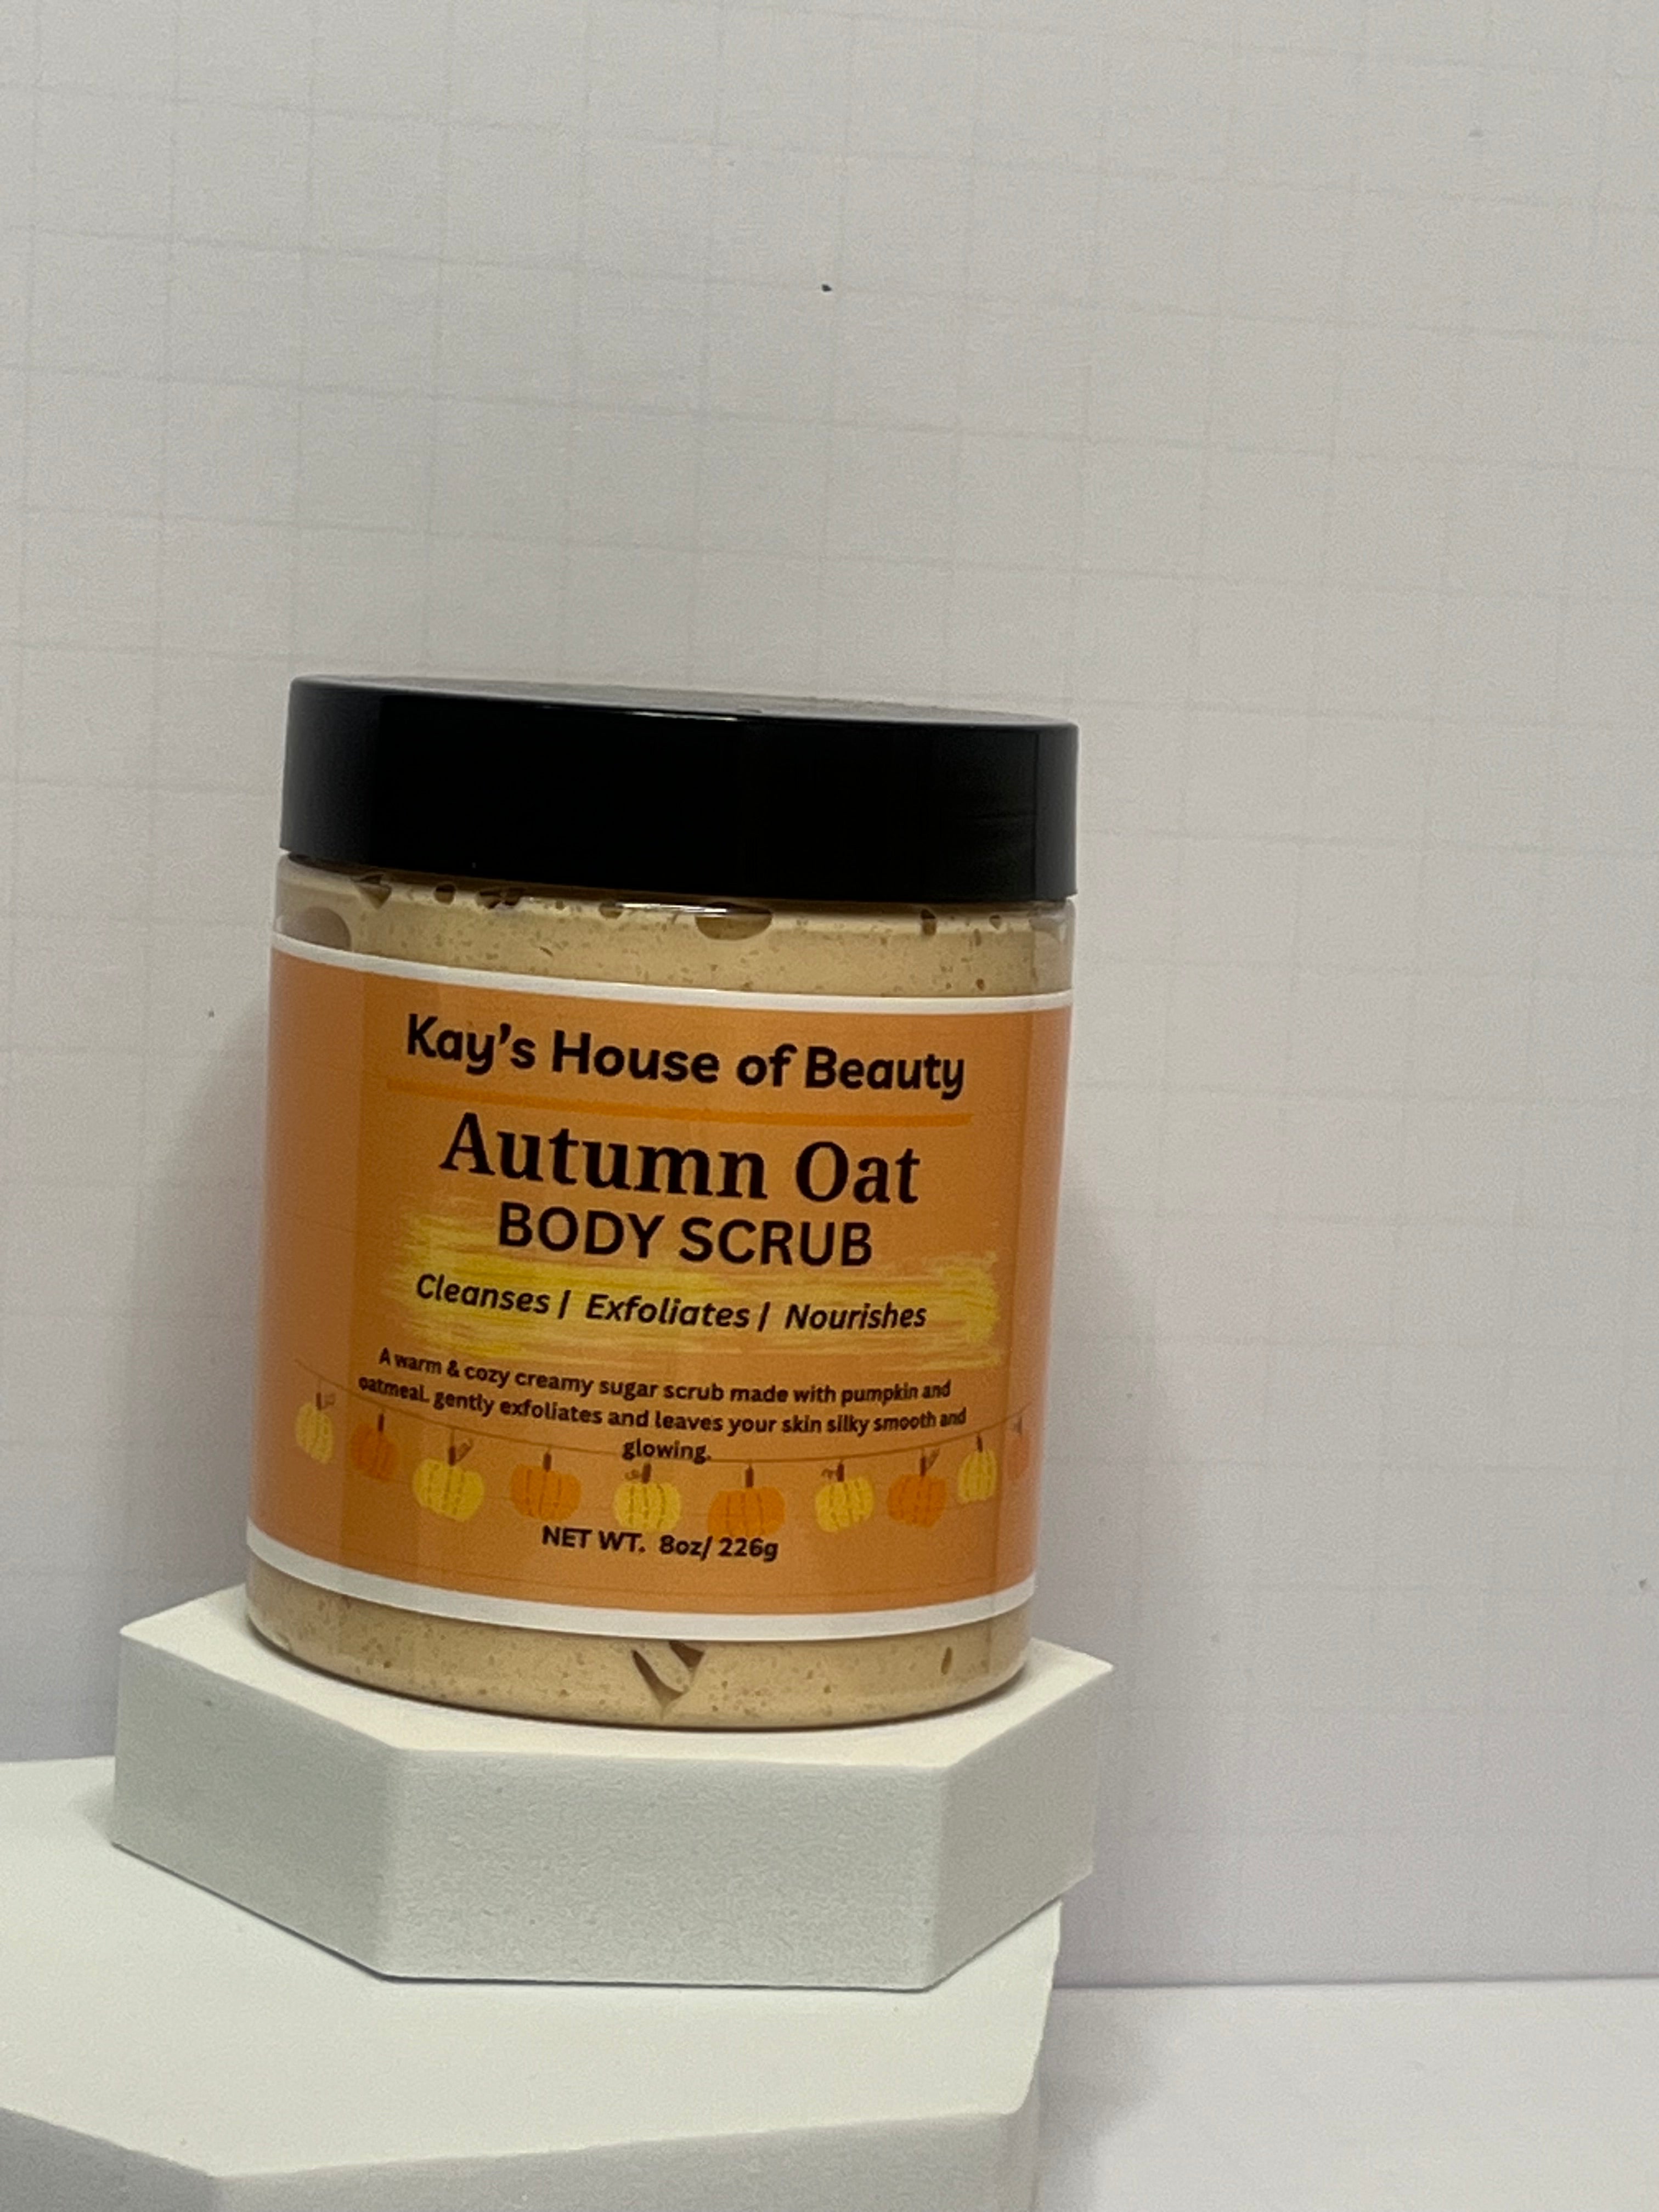 Kay's House of Beauty
Autumn Oat
BODY SCRUB
Cleanses / Exfoliates / Nourishes
A warm & cozy creamy sugar scrub made with pumpkin and
oatmeal. gently exfoliates and leaves your skin silky smooth and
glowing.
NET WT. 8oz/ 226g